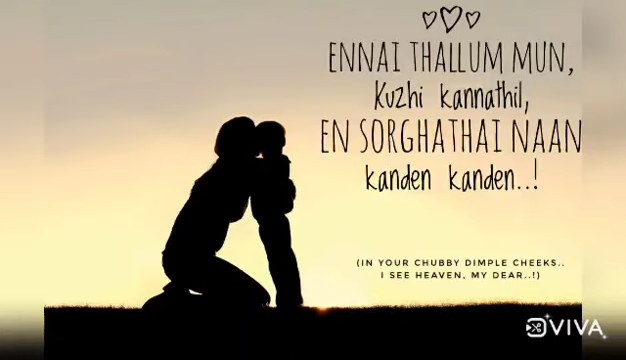 ENNAI THALLUM MUN,
Kuzhi kannathil,
EN SORGHATHAI NAAN
kanden kanden..!
(IN YOUR CHUBBY DIMPLE CHEEKS..
I SEE HEAVEN, MY DEAR..!)
VIVA